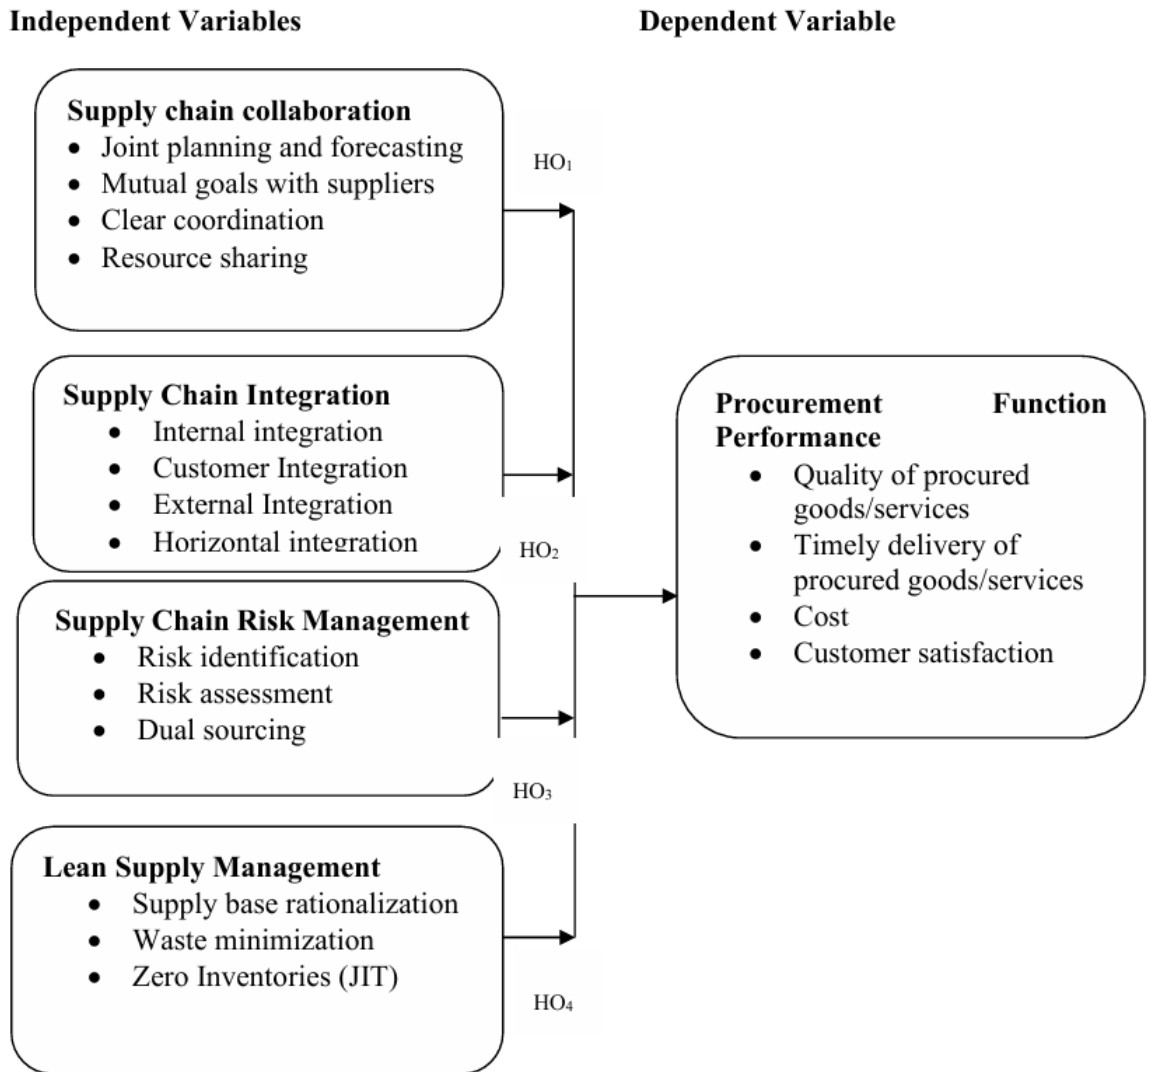 Independent Variables
Dependent Variable
Supply chain collaboration
• Joint planning and forecasting
• Mutual goals with suppliers
• Clear coordination
• Resource sharing
HO₁
Supply Chain Integration
• Internal integration
• Customer Integration
• External Integration
• Horizontal integration
HO₂
Supply Chain Risk Management
• Risk identification
• Risk assessment
• Dual sourcing
HO₃
Lean Supply Management
• Supply base rationalization
• Waste minimization
• Zero Inventories (JIT)
HO₄
Procurement Function
Performance
• Quality of procured
goods/services
• Timely delivery of
procured goods/services
• Cost
• Customer satisfaction